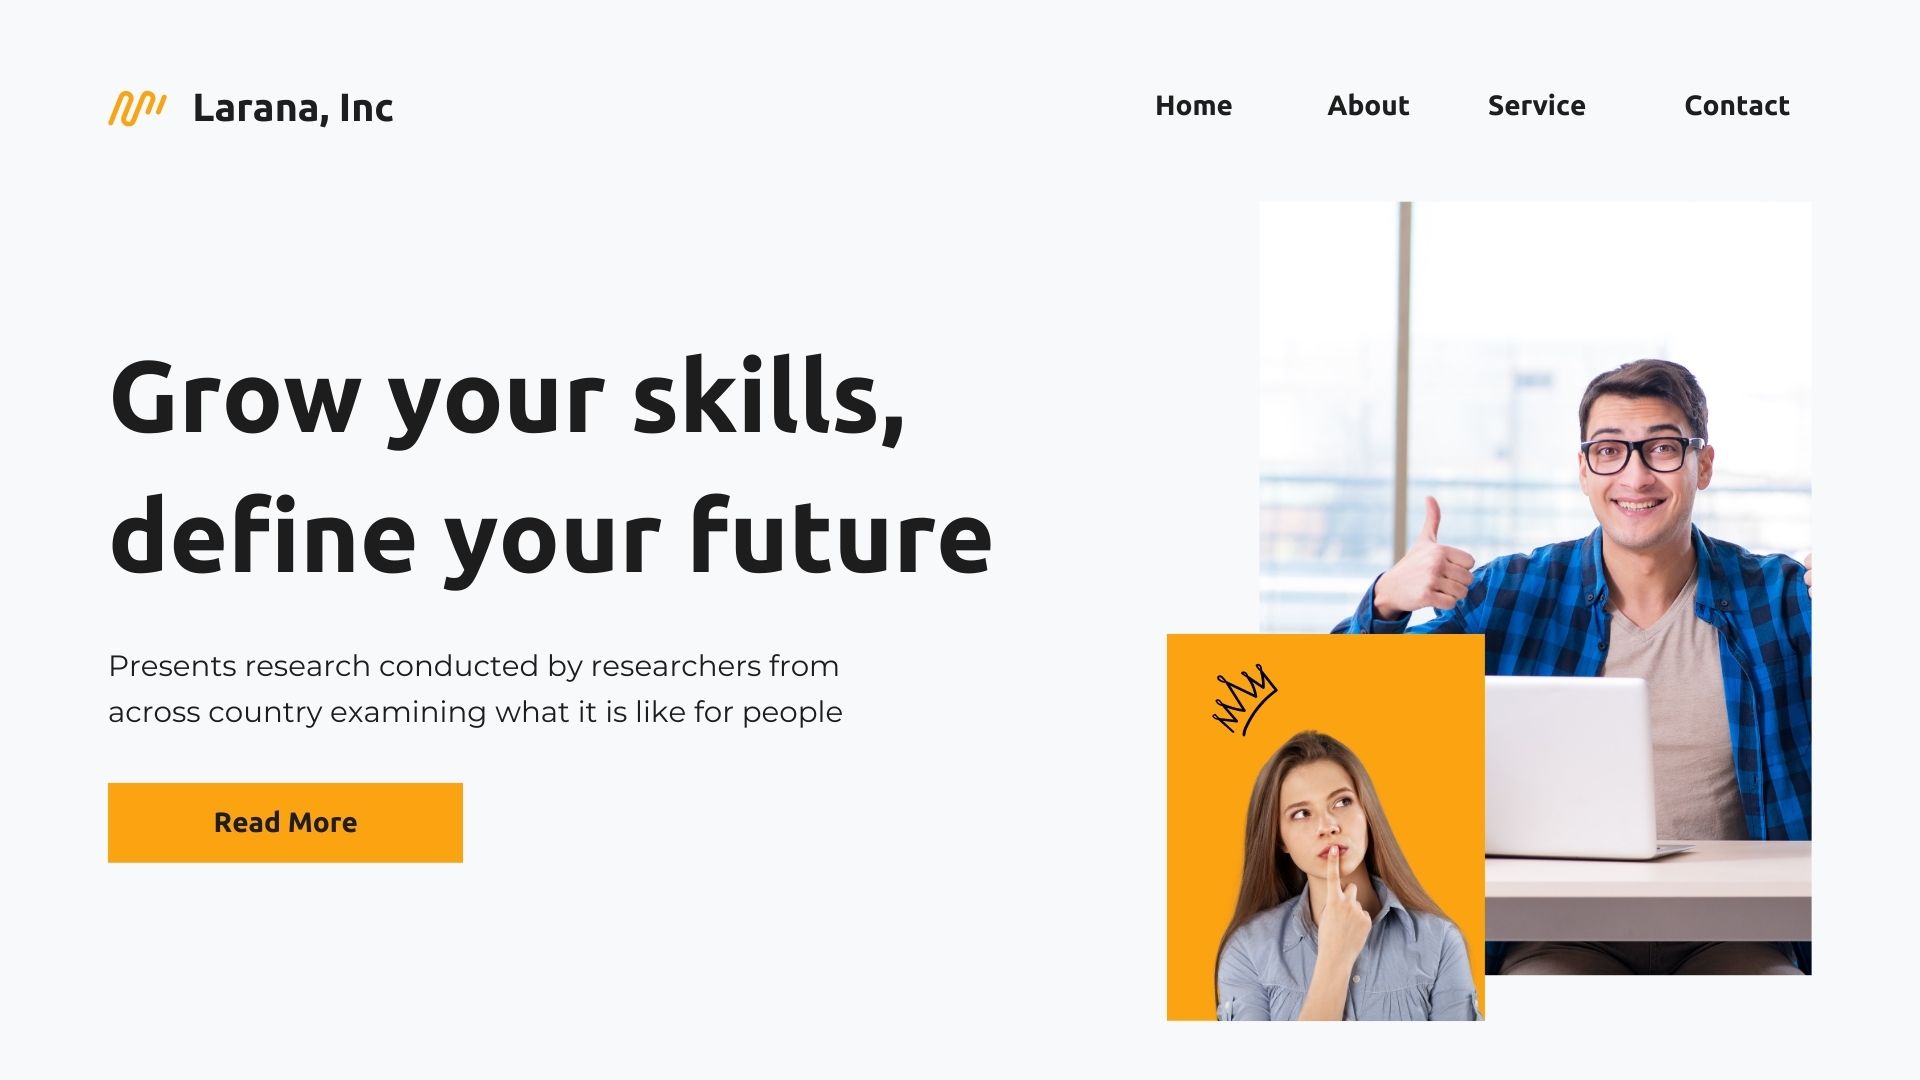 Larana, Inc
Home
About
Service
Contact
Grow your skills,
define your future
Presents research conducted by researchers from
across country examining what it is like for people
Read More